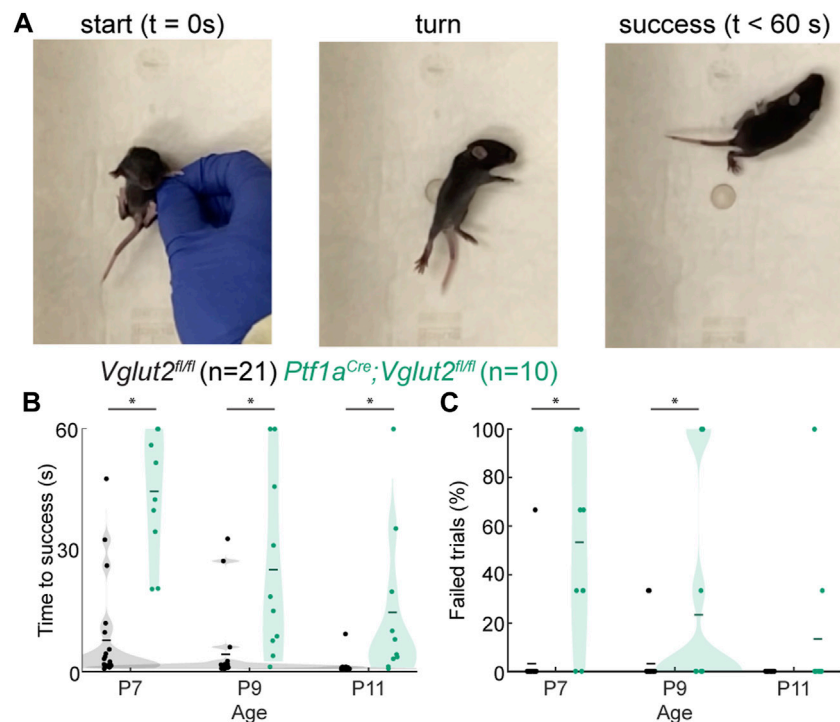 A
start (t = 0s)
turn
success (t < 60 s)
Vglut2fl/fl (n=21) Ptf1aCre;Vglut2fl/fl (n=10)
B
* * *
60
30
0
Time to success (s)
P7 P9 P11
Age
C
* *
100
80
60
40
20
0
Failed trials (%)
P7 P9 P11
Age